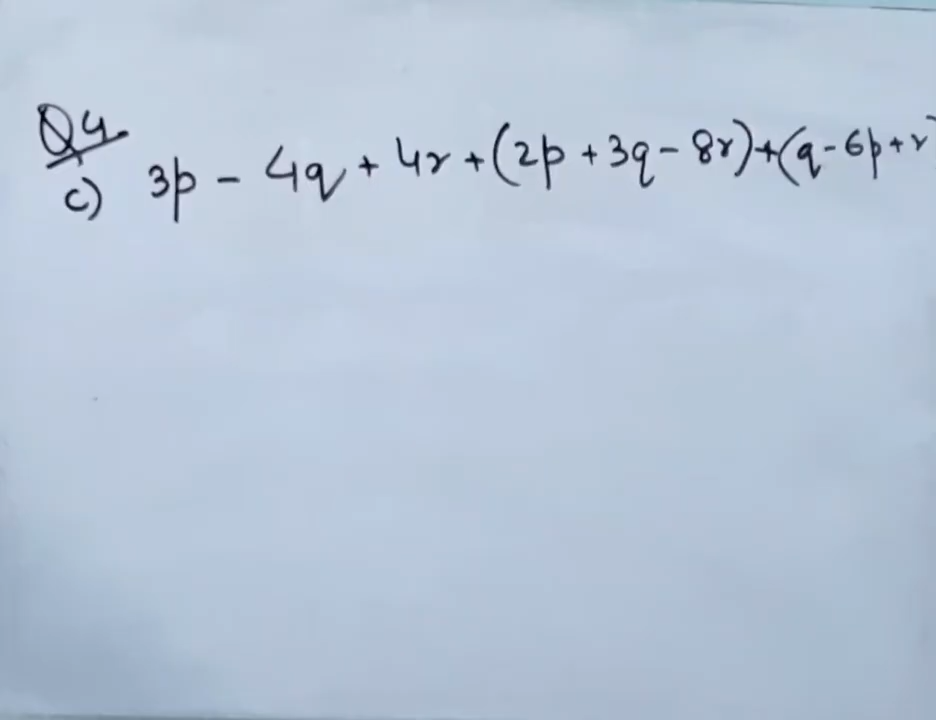 Q4.
c) 3p - 4q + 4r + (2p + 3q - 8r) + (q - 6p + r)